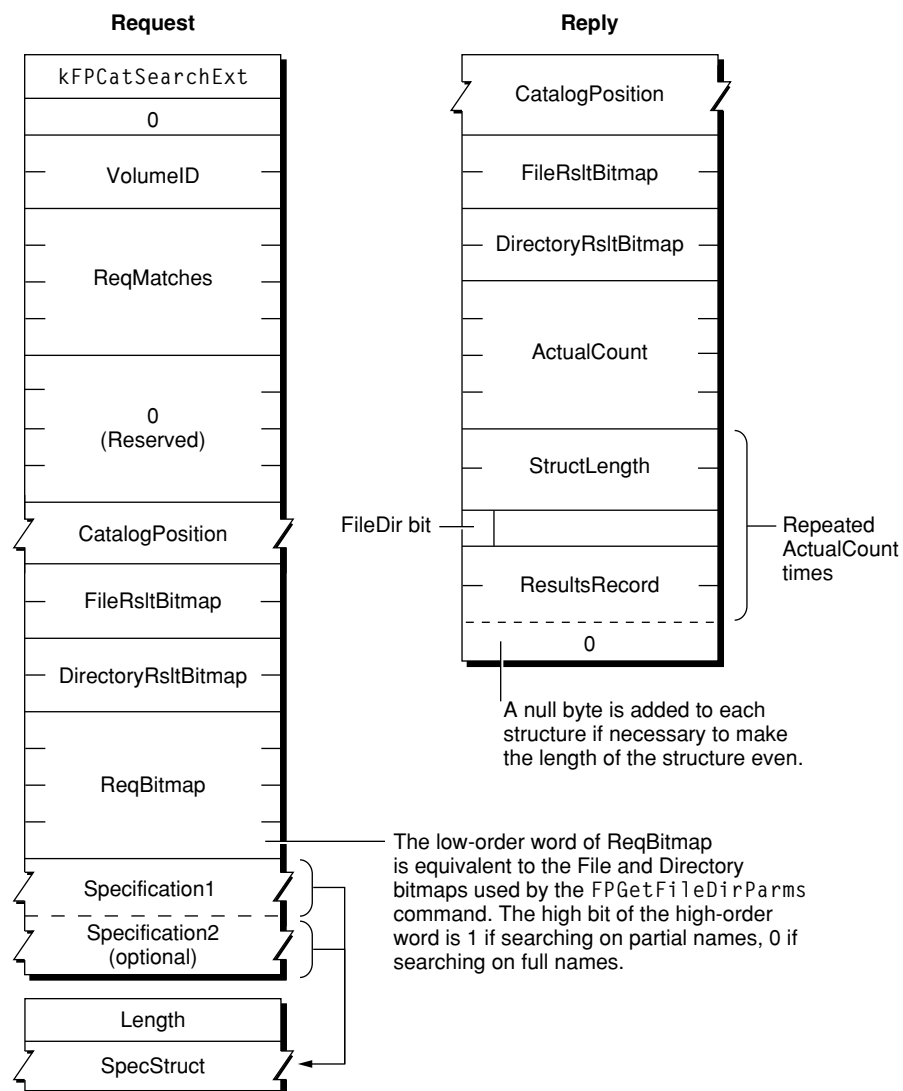 Request
kFPCatSearchExt
0
VolumeID
ReqMatches
0
(Reserved)
CatalogPosition
FileRsltBitmap
DirectoryRsltBitmap
ReqBitmap
Specification1
Specification2
(optional)
Length
SpecStruct
Reply
CatalogPosition
FileRsltBitmap
DirectoryRsltBitmap
ActualCount
StructLength
FileDir bit
ResultsRecord
0
Repeated
ActualCount
times
A null byte is added to each
structure if necessary to make
the length of the structure even.
The low-order word of ReqBitmap
is equivalent to the File and Directory
bitmaps used by the FPGetFileDirParms
command. The high bit of the high-order
word is 1 if searching on partial names, 0 if
searching on full names.